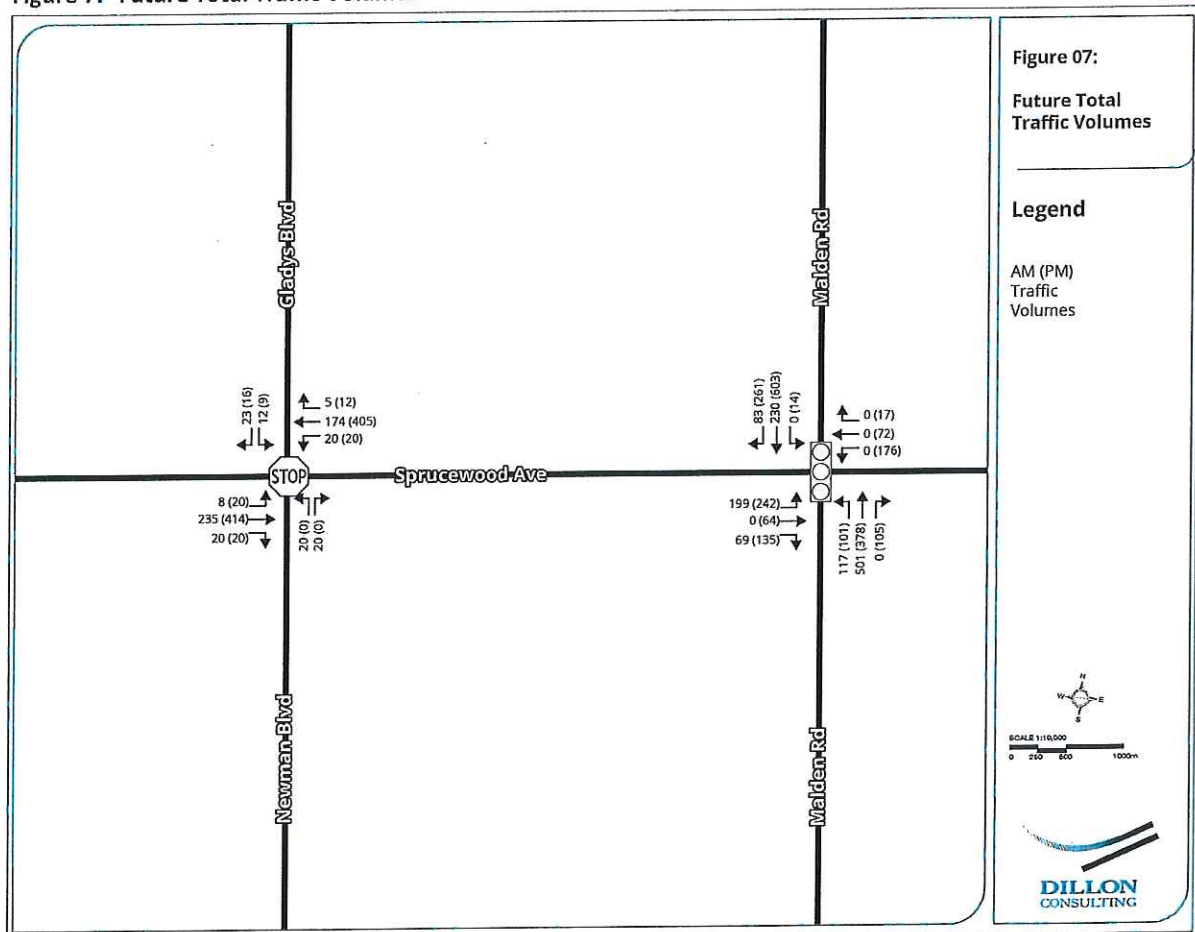 Figure 07:
Future Total
Traffic Volumes
Legend
AM (PM)
Traffic
Volumes
Gladys Blvd
Malden Rd
23 (16)
12 (9)
5 (12)
174 (405)
20 (20)
STOP
Sprucewood Ave
8 (20)
235 (414)
20 (20)
20 (0)
20 (0)
83 (261)
230 (603)
0 (14)
0 (17)
0 (72)
0 (176)
199 (242)
0 (64)
69 (135)
117 (101)
501 (378)
0 (105)
Newman Blvd
Malden Rd
N
W
E
S
SCALE 1:10,000
0 250 500 1000m
DILLON
CONSULTING